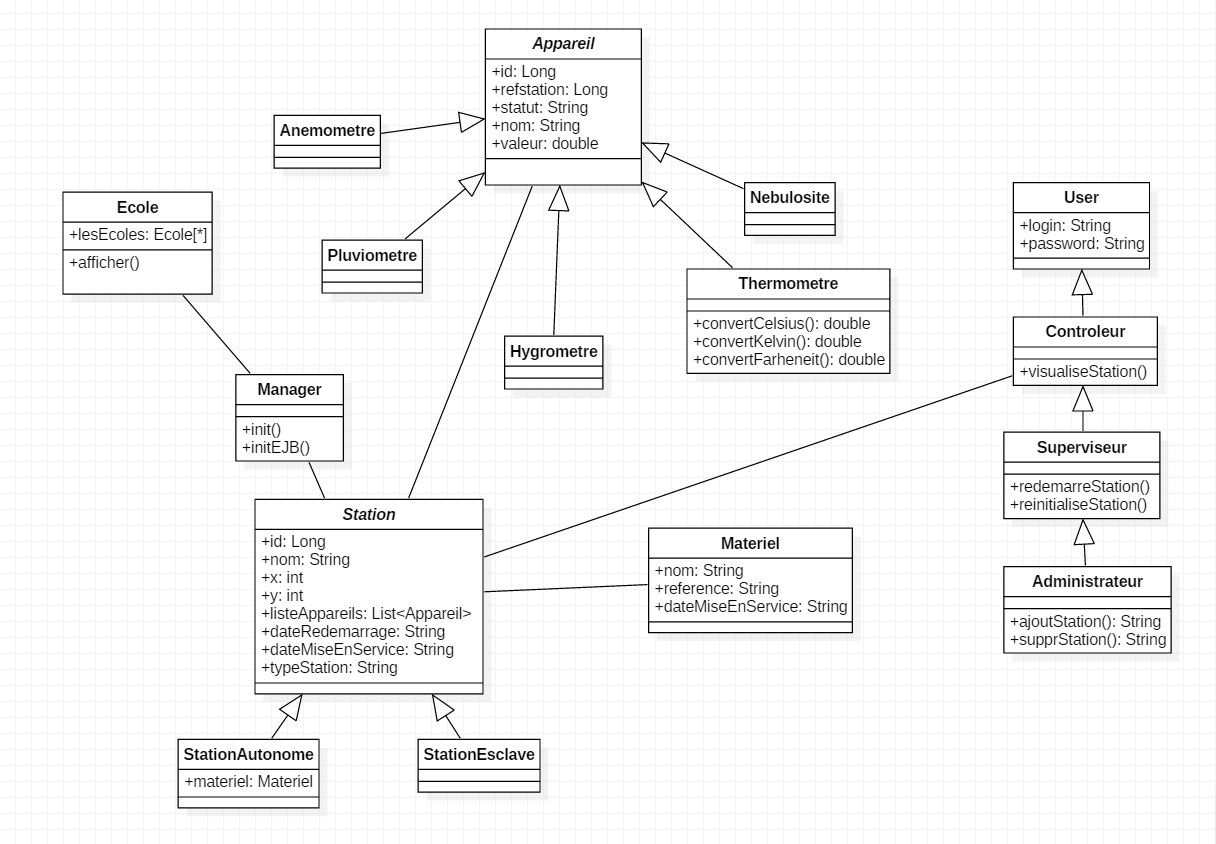 Appareil
+id: Long
+refstation: Long
+statut: String
+nom: String
+valeur: double
Anemometre
Nebulosite
Pluviometre
Thermometre
+convertCelsius(): double
+convertKelvin(): double
+convertFarheneit(): double
Hygrometre
Ecole
+lesEcoles: Ecole[*]
+afficher()
Manager
+init()
+initEJB()
Station
+id: Long
+nom: String
+x: int
+y: int
+listeAppareils: List<Appareil>
+dateRedemarrage: String
+dateMiseEnService: String
+typeStation: String
Materiel
+nom: String
+reference: String
+dateMiseEnService: String
StationAutonome
+materiel: Materiel
StationEsclave
User
+login: String
+password: String
Controleur
+visualiseStation()
Superviseur
+redemarreStation()
+reinitialiseStation()
Administrateur
+ajoutStation(): String
+supprStation(): String